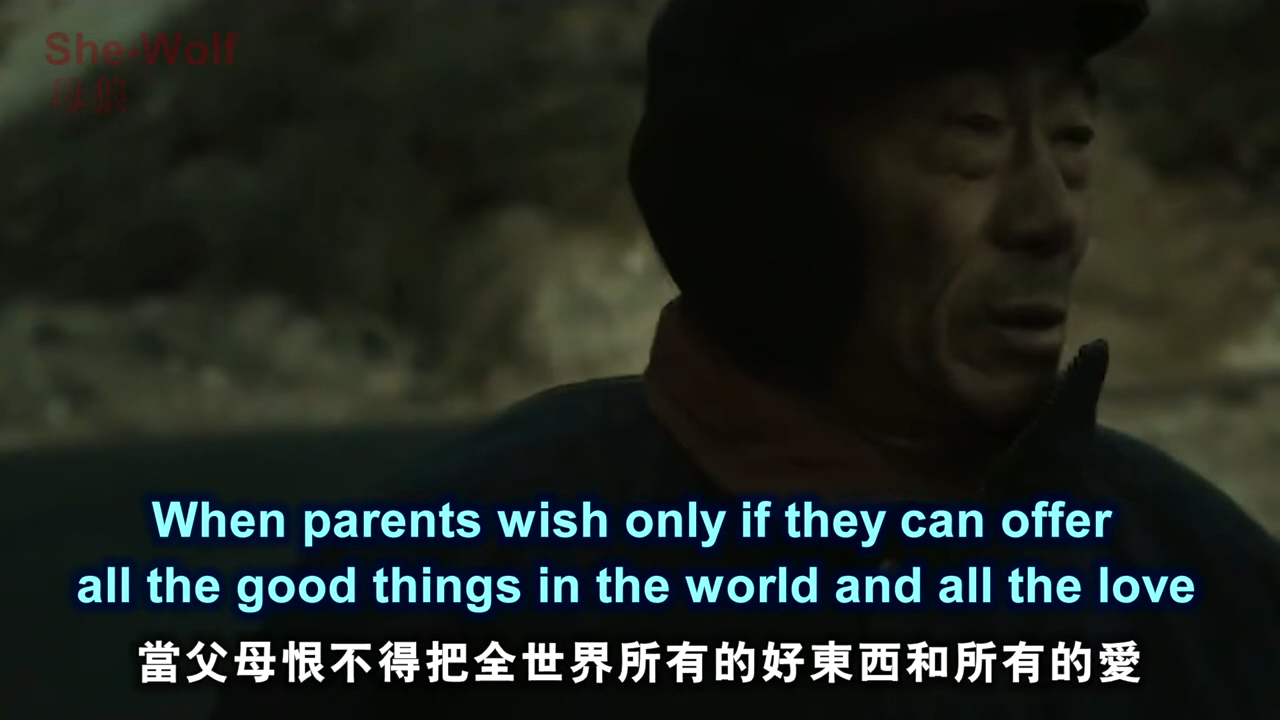 She-Wolf
母狼
When parents wish only if they can offer
all the good things in the world and all the love
當父母恨不得把全世界所有的好東西和所有的愛